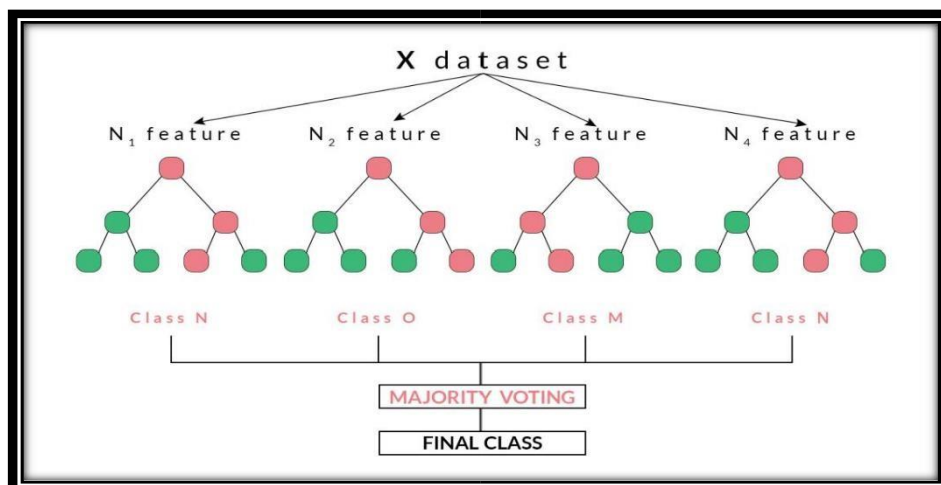 X dataset
N₁ feature N₂ feature N₃ feature N₄ feature
Class N Class O Class M Class N
MAJORITY VOTING
FINAL CLASS